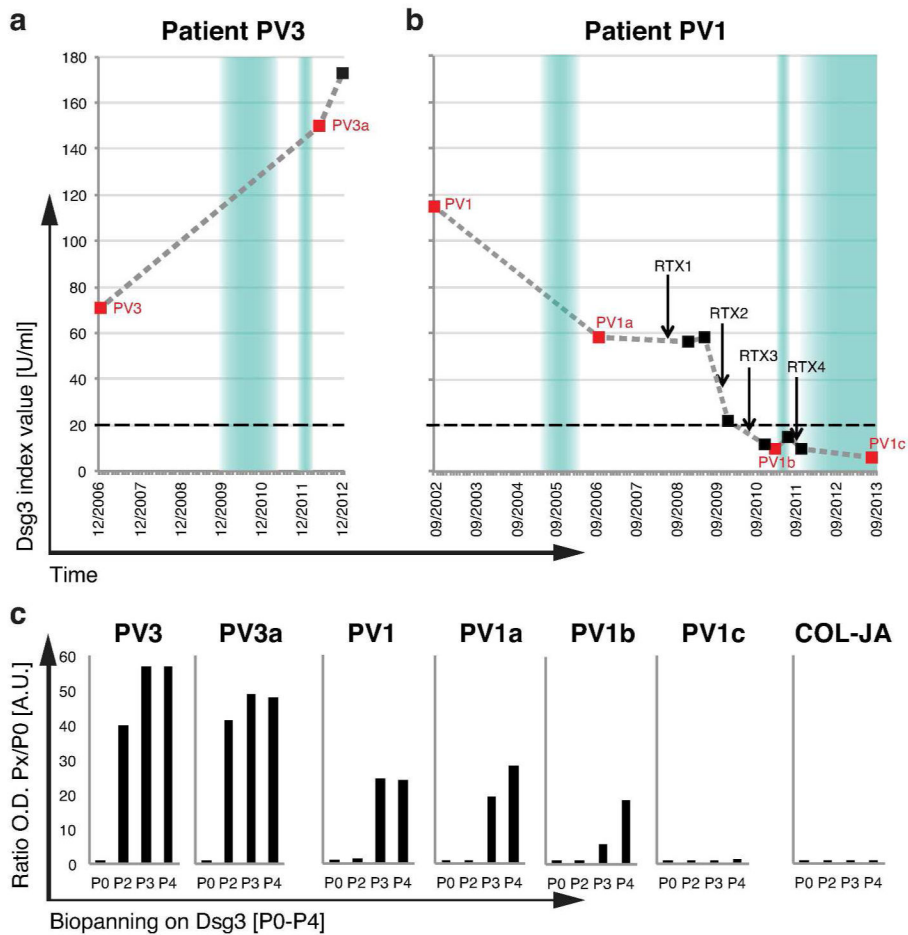 a
Patient PV3
b
Patient PV1
Dsg3 index value [U/ml]
180
160
140
120
100
80
60
40
20
0
PV3
PV3a
12/2006
12/2007
12/2008
12/2009
12/2010
12/2011
12/2012
PV1
PV1a
RTX1
RTX2
RTX3
RTX4
PV1b
PV1c
09/2002
09/2003
09/2004
09/2005
09/2006
09/2007
09/2008
09/2009
09/2010
09/2011
09/2012
09/2013
Time
c
PV3 PV3a PV1 PV1a PV1b PV1c COL-JA
Ratio O.D. Px/P0 [A.U.]
60
50
40
30
20
10
0
P0 P2 P3 P4 P0 P2 P3 P4 P0 P2 P3 P4 P0 P2 P3 P4 P0 P2 P3 P4 P0 P2 P3 P4 P0 P2 P3 P4
Biopanning on Dsg3 [P0-P4]